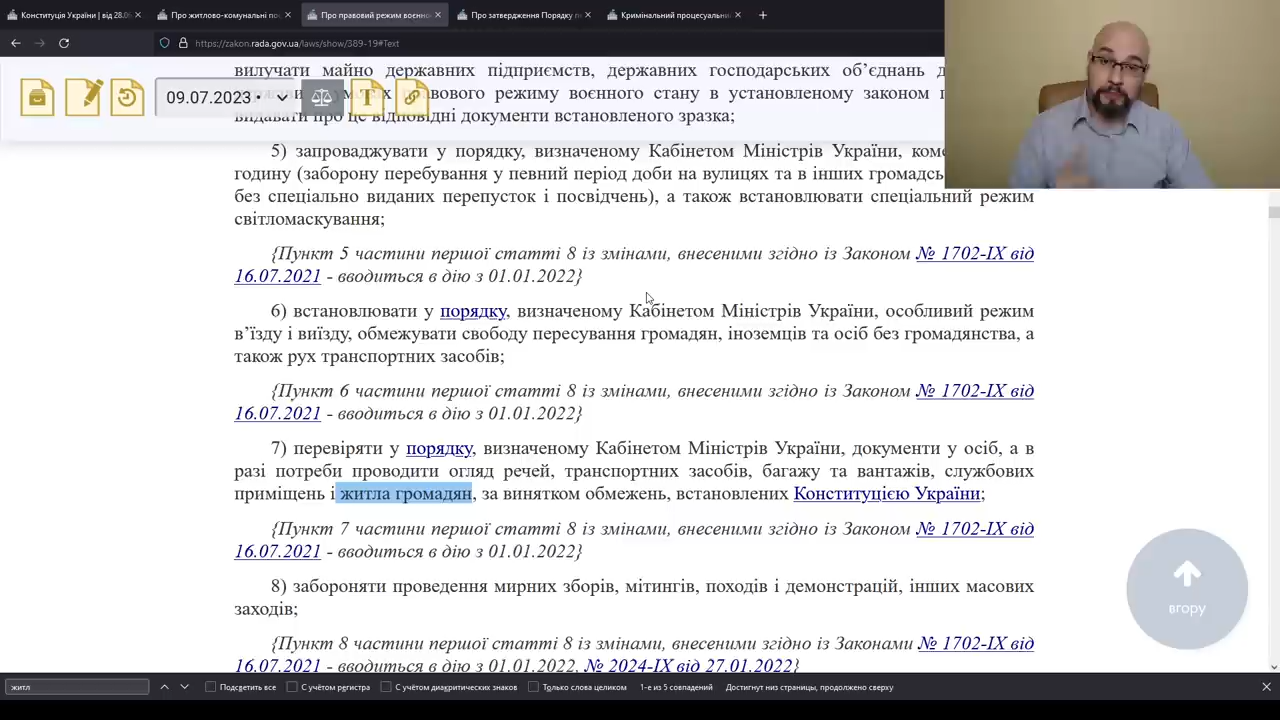 Конституція України | від 28.0
Про житлово-комунальні по
Про правовий режим воєнно
Про затвердження Порядку п
Кримінальний процесуальни
https://zakon.rada.gov.ua/laws/show/389-19#Text
09.07.2023
вилучати майно державних підприємств, державних господарських об’єднань
правового режиму воєнного стану в установленому законом
видавати про це відповідні документи встановленого зразка;
5) запроваджувати у порядку, визначеному Кабінетом Міністрів України,
годину (заборону перебування у певний період доби на вулицях та в інших
без спеціально виданих перепусток і посвідчень), а також встановлювати спеціальний режим
світломаскування;
{Пункт 5 частини першої статті 8 із змінами, внесеними згідно із Законом № 1702-IX від
16.07.2021 - вводиться в дію з 01.01.2022}
6) встановлювати у порядку, визначеному Кабінетом Міністрів України, особливий режим
в’їзду і виїзду, обмежувати свободу пересування громадян, іноземців та осіб без громадянства, а
також рух транспортних засобів;
{Пункт 6 частини першої статті 8 із змінами, внесеними згідно із Законом № 1702-IX від
16.07.2021 - вводиться в дію з 01.01.2022}
7) перевіряти у порядку, визначеному Кабінетом Міністрів України, документи у осіб, а в
разі потреби проводити огляд речей, транспортних засобів, багажу та вантажів, службових
приміщень і житла громадян, за винятком обмежень, встановлених Конституцією України;
{Пункт 7 частини першої статті 8 із змінами, внесеними згідно із Законом № 1702-IX від
16.07.2021 - вводиться в дію з 01.01.2022}
8) забороняти проведення мирних зборів, мітингів, походів і демонстрацій, інших масових
заходів;
{Пункт 8 частини першої статті 8 із змінами, внесеними згідно із Законами № 1702-IX від
16.07.2021 - вводиться в дію з 01.01.2022, № 2024-IX від 27.01.2022}
вгору
житл
Подсветить все
С учётом регистра
С учётом диакритических знаков
Только слова целиком
1-е из 5 совпадений
Достигнут низ страницы, продолжено сверху